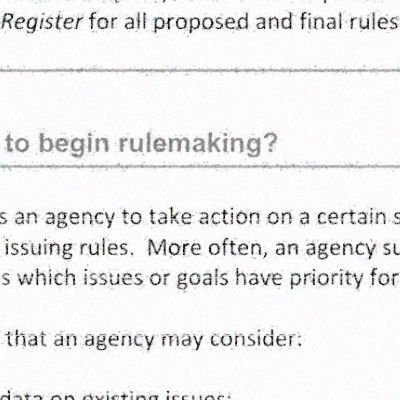 Register for all proposed and final rules
to begin rulemaking?
s an agency to take action on a certain s
issuing rules. More often, an agency su
s which issues or goals have priority for
that an agency may consider:
data on existing issues: